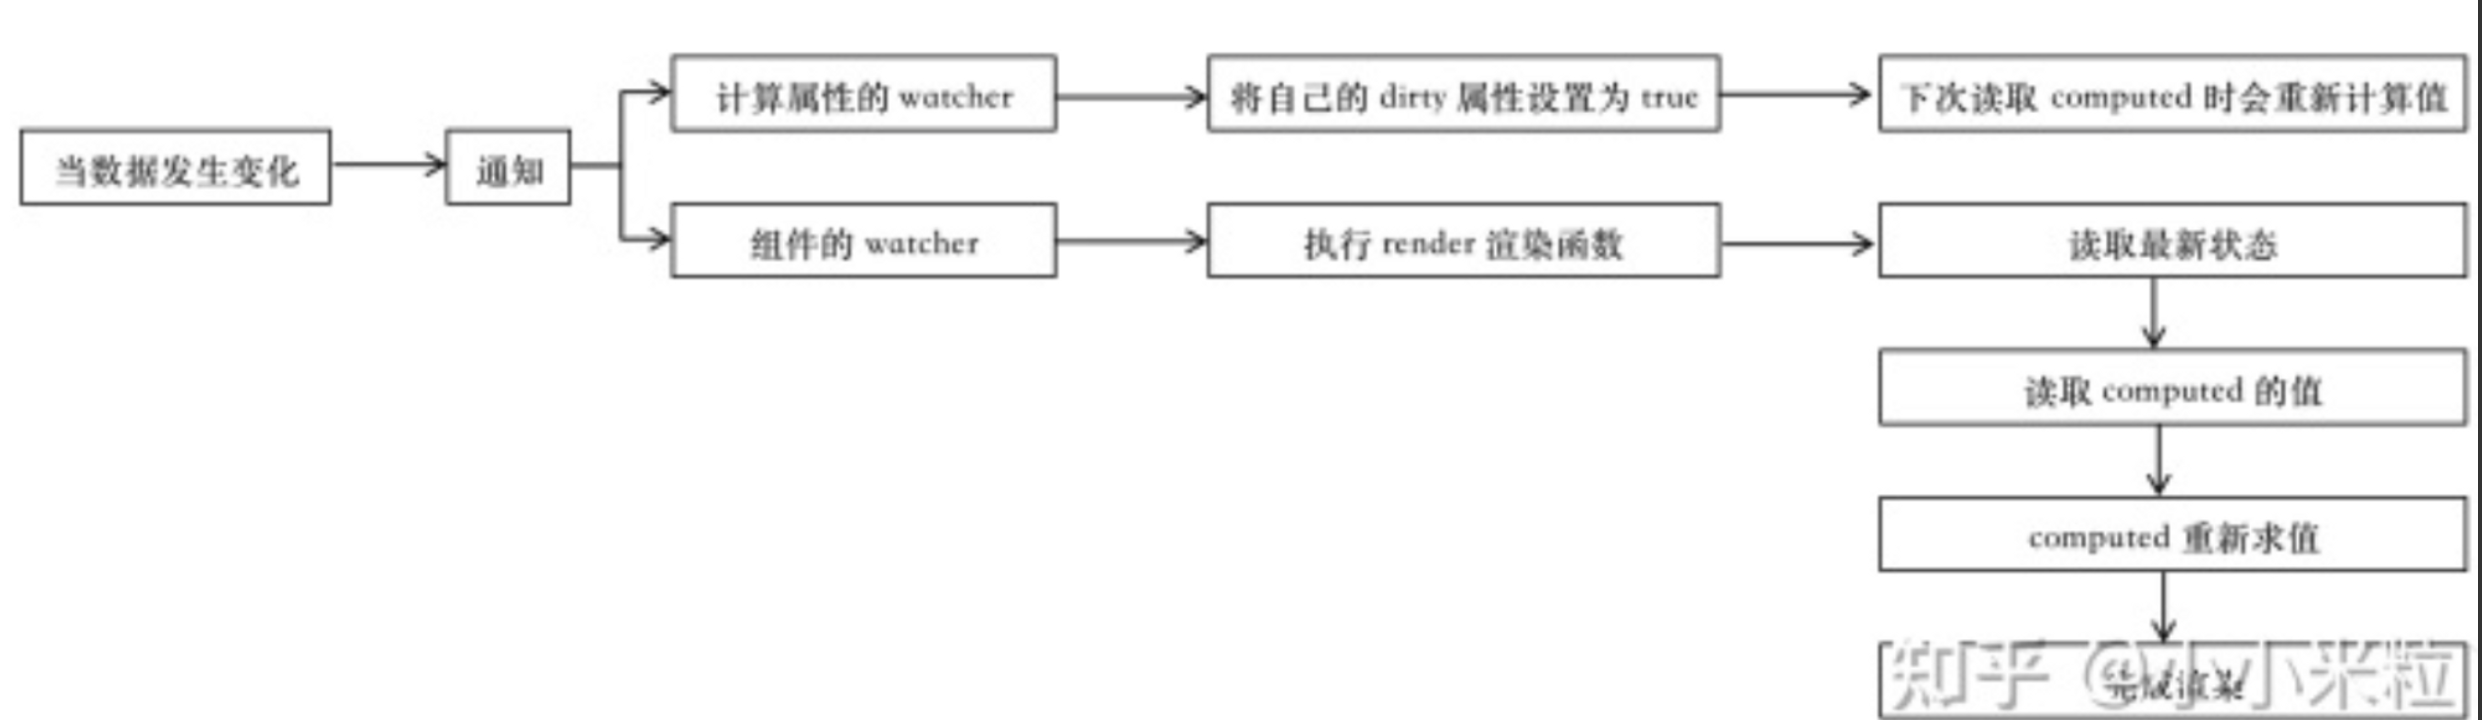 当数据发生变化
通知
计算属性的 watcher
将自己的 dirty 属性设置为 true
下次读取 computed 时会重新计算值
组件的 watcher
执行 render 渲染函数
读取最新状态
读取 computed 的值
computed 重新求值
完成渲染
知乎 @小小米粒